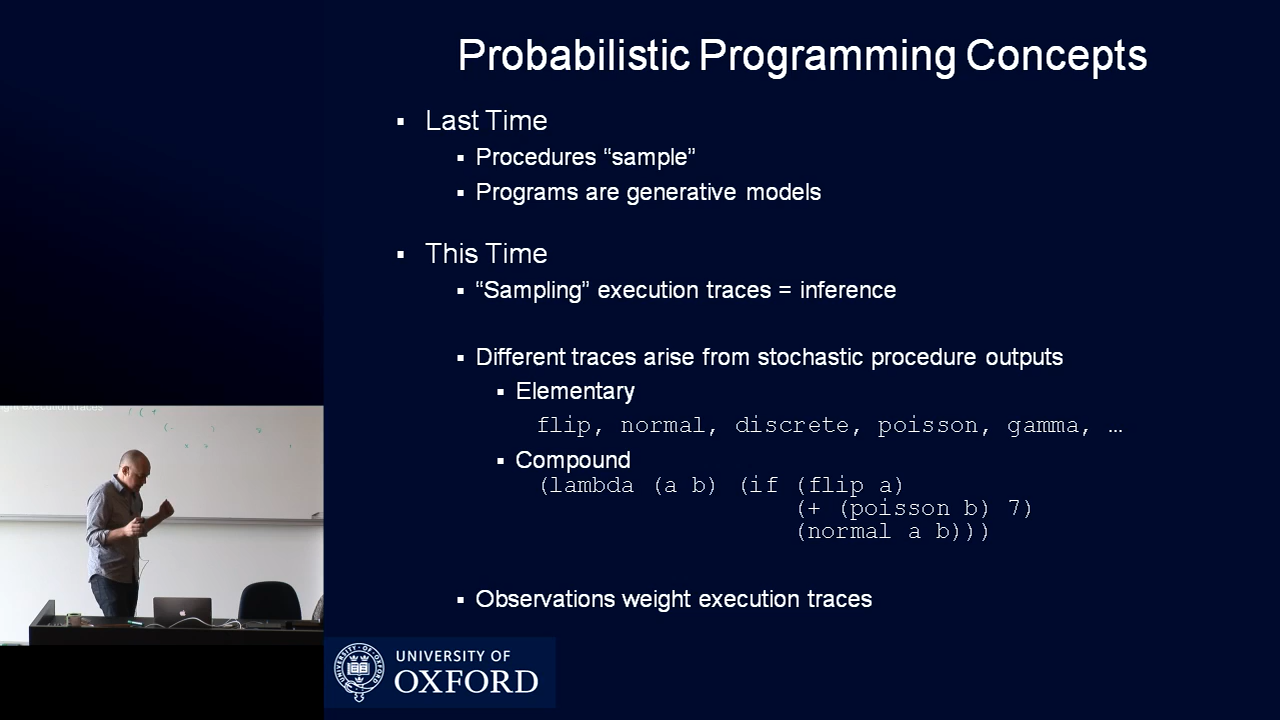 Probabilistic Programming Concepts
▪ Last Time
▪ Procedures “sample”
▪ Programs are generative models
▪ This Time
▪ “Sampling” execution traces = inference
▪ Different traces arise from stochastic procedure outputs
▪ Elementary
flip, normal, discrete, poisson, gamma, …
▪ Compound
(lambda (a b) (if (flip a)
(+ (poisson b) 7)
(normal a b)))
▪ Observations weight execution traces
execution traces
UNIVERSITY OF
OXFORD